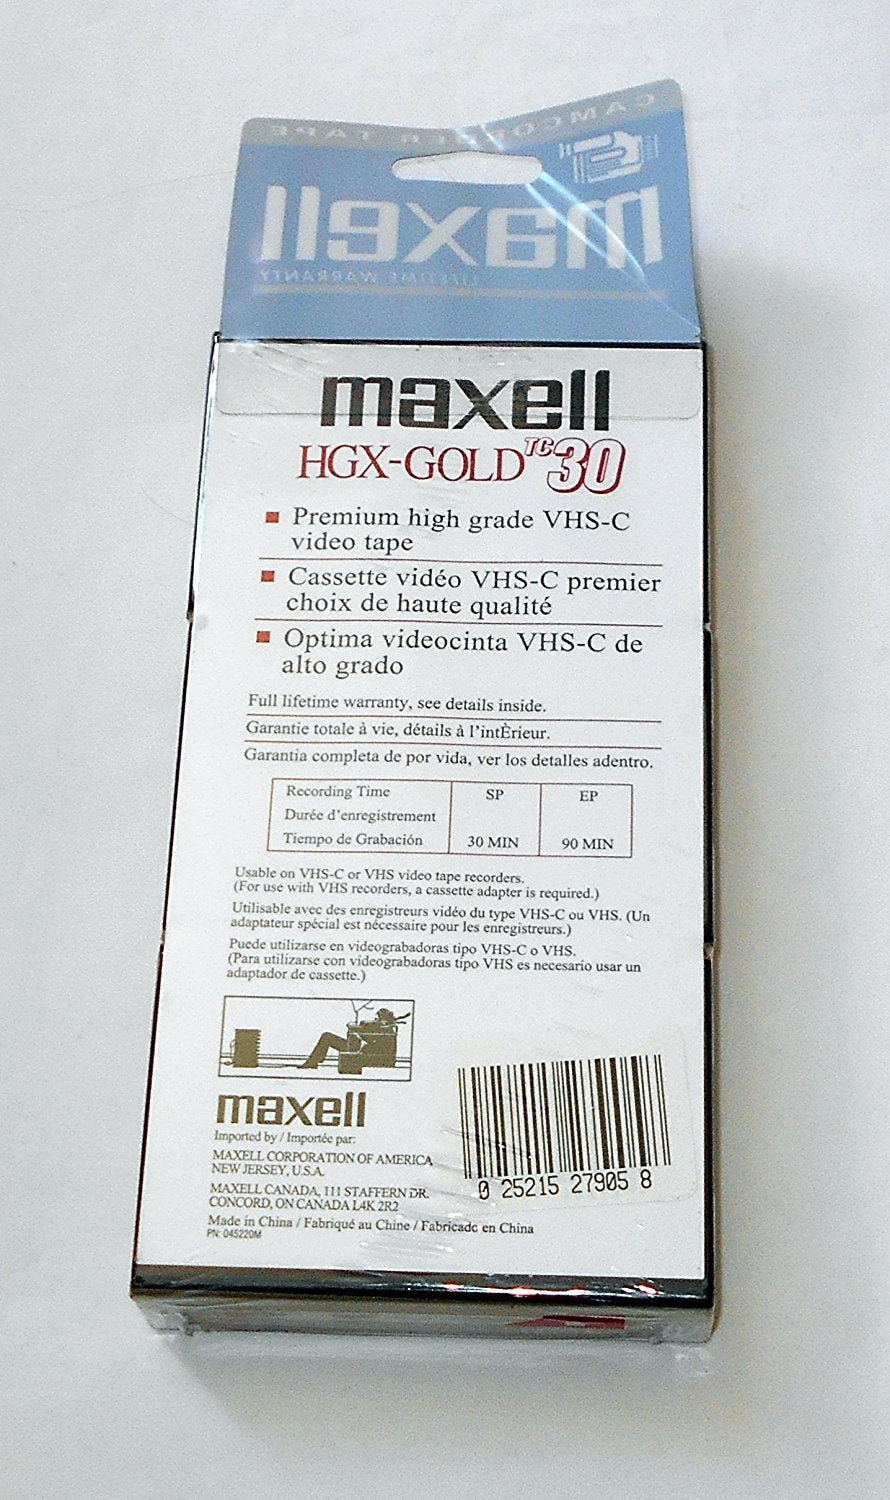 CAMCORDER TAPE
maxell
LIFETIME WARRANTY
maxell
HGX-GOLD TC30
Premium high grade VHS-C
video tape
Cassette vidéo VHS-C premier
choix de haute qualité
Optima videocinta VHS-C de
alto grado
Full lifetime warranty, see details inside.
Garantie totale à vie, détails à l'intÈrieur.
Garantia completa de por vida, ver los detalles adentro.
Recording Time SP EP
Durée d'enregistrement
Tiempo de Grabación 30 MIN 90 MIN
Usable on VHS-C or VHS video tape recorders.
(For use with VHS recorders, a cassette adapter is required.)
Utilisable avec des enregistreurs vidéo du type VHS-C ou VHS. (Un
adaptateur spécial est nécessaire pour les enregistreurs.)
Puede utilizarse en videograbadoras tipo VHS-C o VHS.
(Para utilizarse con videograbadoras tipo VHS es necesario usar un
adaptador de cassette.)
maxell
Imported by / Importée par:
MAXELL CORPORATION OF AMERICA
NEW JERSEY, U.S.A.
MAXELL CANADA, 111 STAFFERN DR.
CONCORD, ON CANADA L4K 2R2
Made in China / Fabriqué au Chine / Fabricado en China
PN: 045220M
0 25215 27905 8